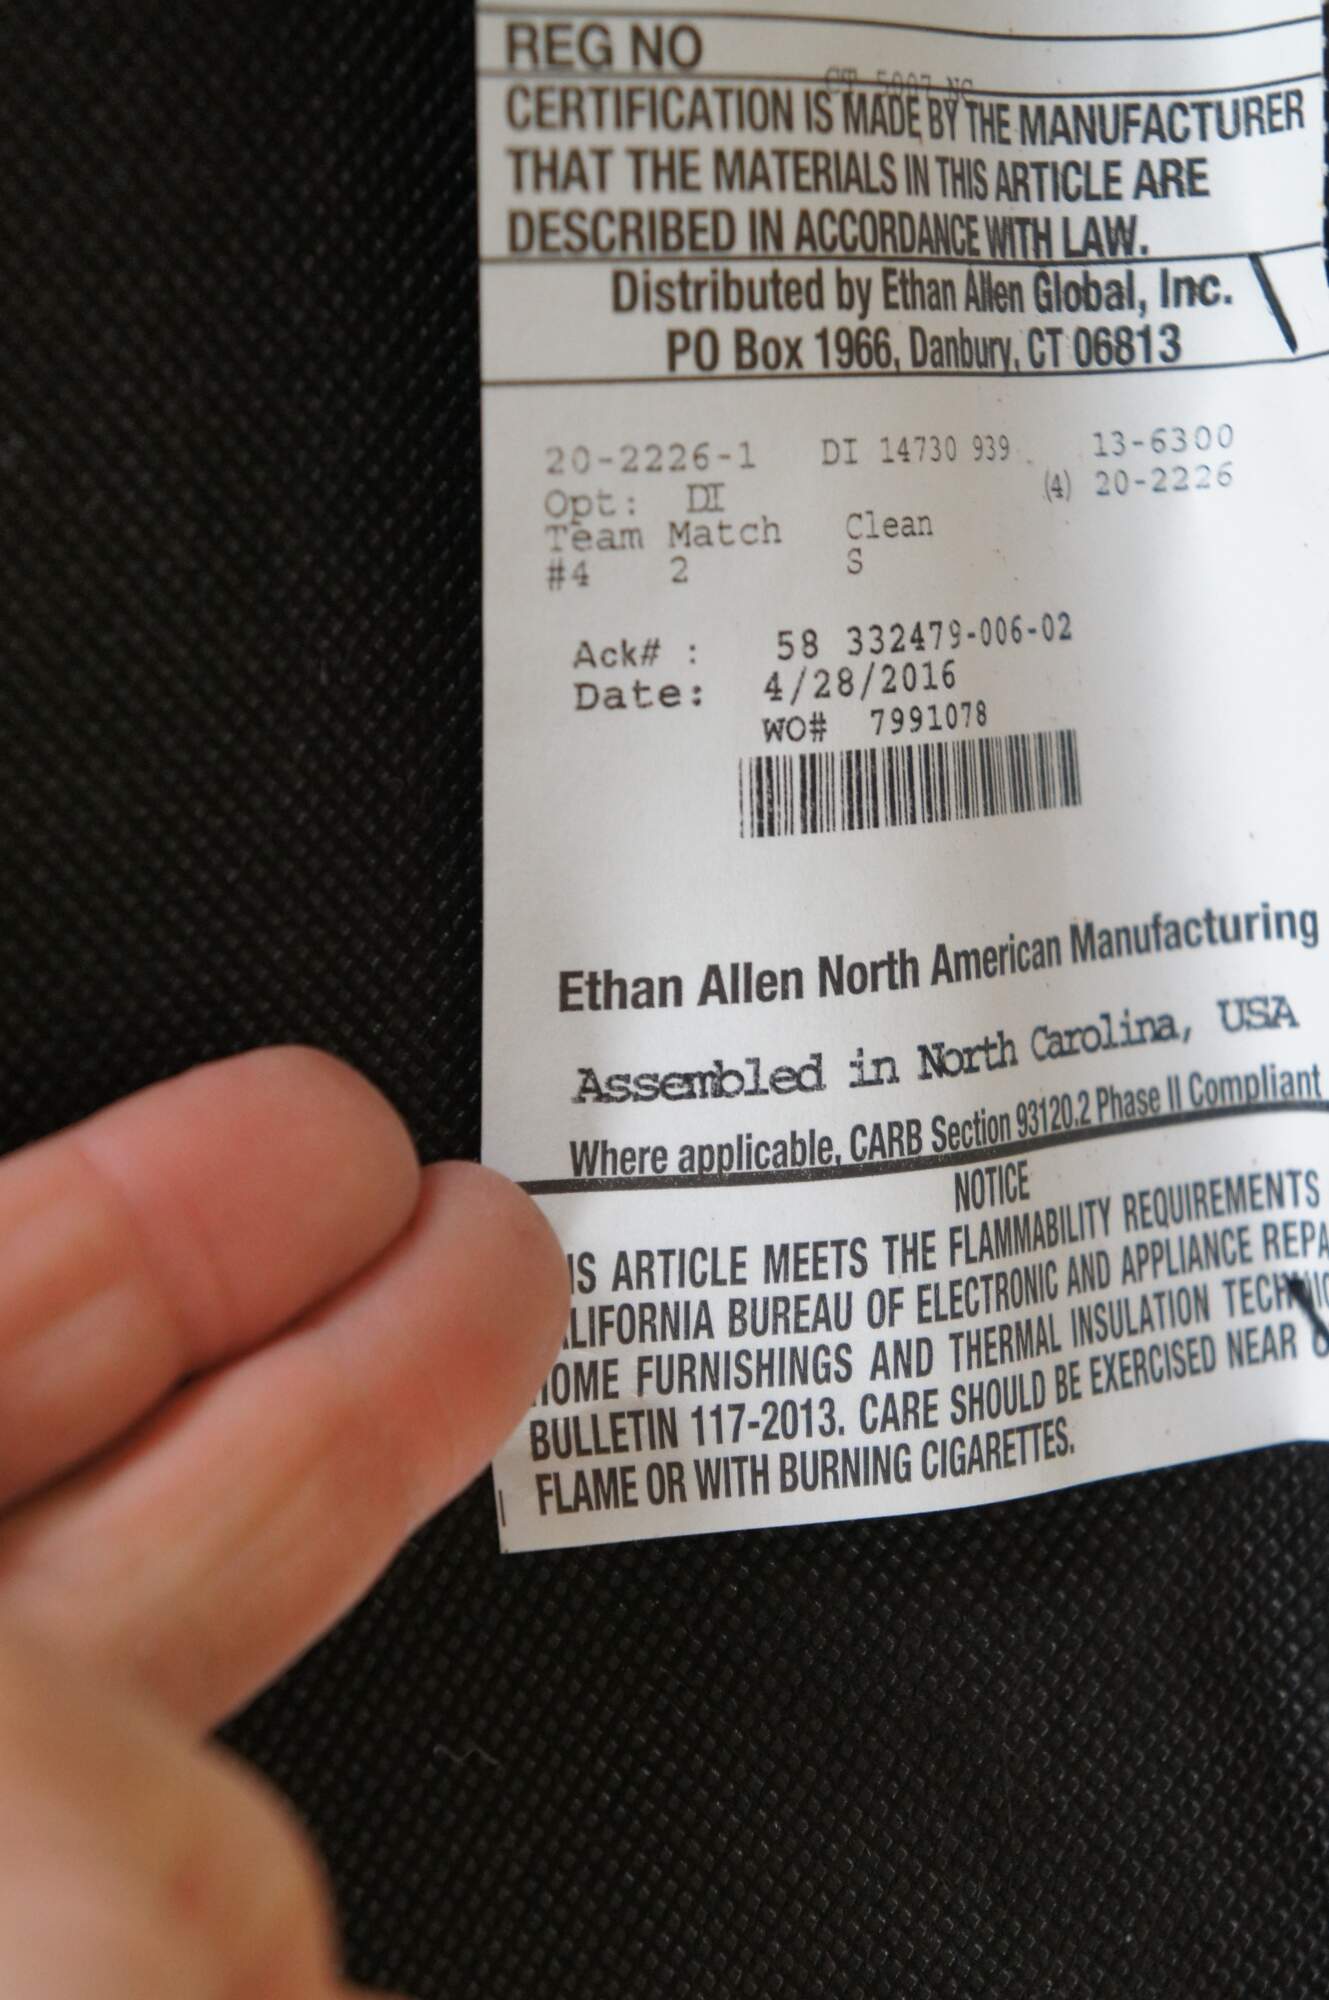 REG NO
CERTIFICATION IS MADE BY THE MANUFACTURER
THAT THE MATERIALS IN THIS ARTICLE ARE
DESCRIBED IN ACCORDANCE WITH LAW.
Distributed by Ethan Allen Global, Inc.
PO Box 1966, Danbury, CT 06813
20-2226-1 DI 14730 939 13-6300
Opt: DI (4) 20-2226
Team Match Clean
#4 2 S
Ack# : 58 332479-006-02
Date: 4/28/2016
WO# 7991078
Ethan Allen North American Manufacturing
Assembled in North Carolina, USA
Where applicable, CARB Section 93120.2 Phase II Compliant
NOTICE
IS ARTICLE MEETS THE FLAMMABILITY REQUIREMENTS
LIFORNIA BUREAU OF ELECTRONIC AND APPLIANCE REPA
OME FURNISHINGS AND THERMAL INSULATION TECHNIC
BULLETIN 117-2013. CARE SHOULD BE EXERCISED NEAR
FLAME OR WITH BURNING CIGARETTES.